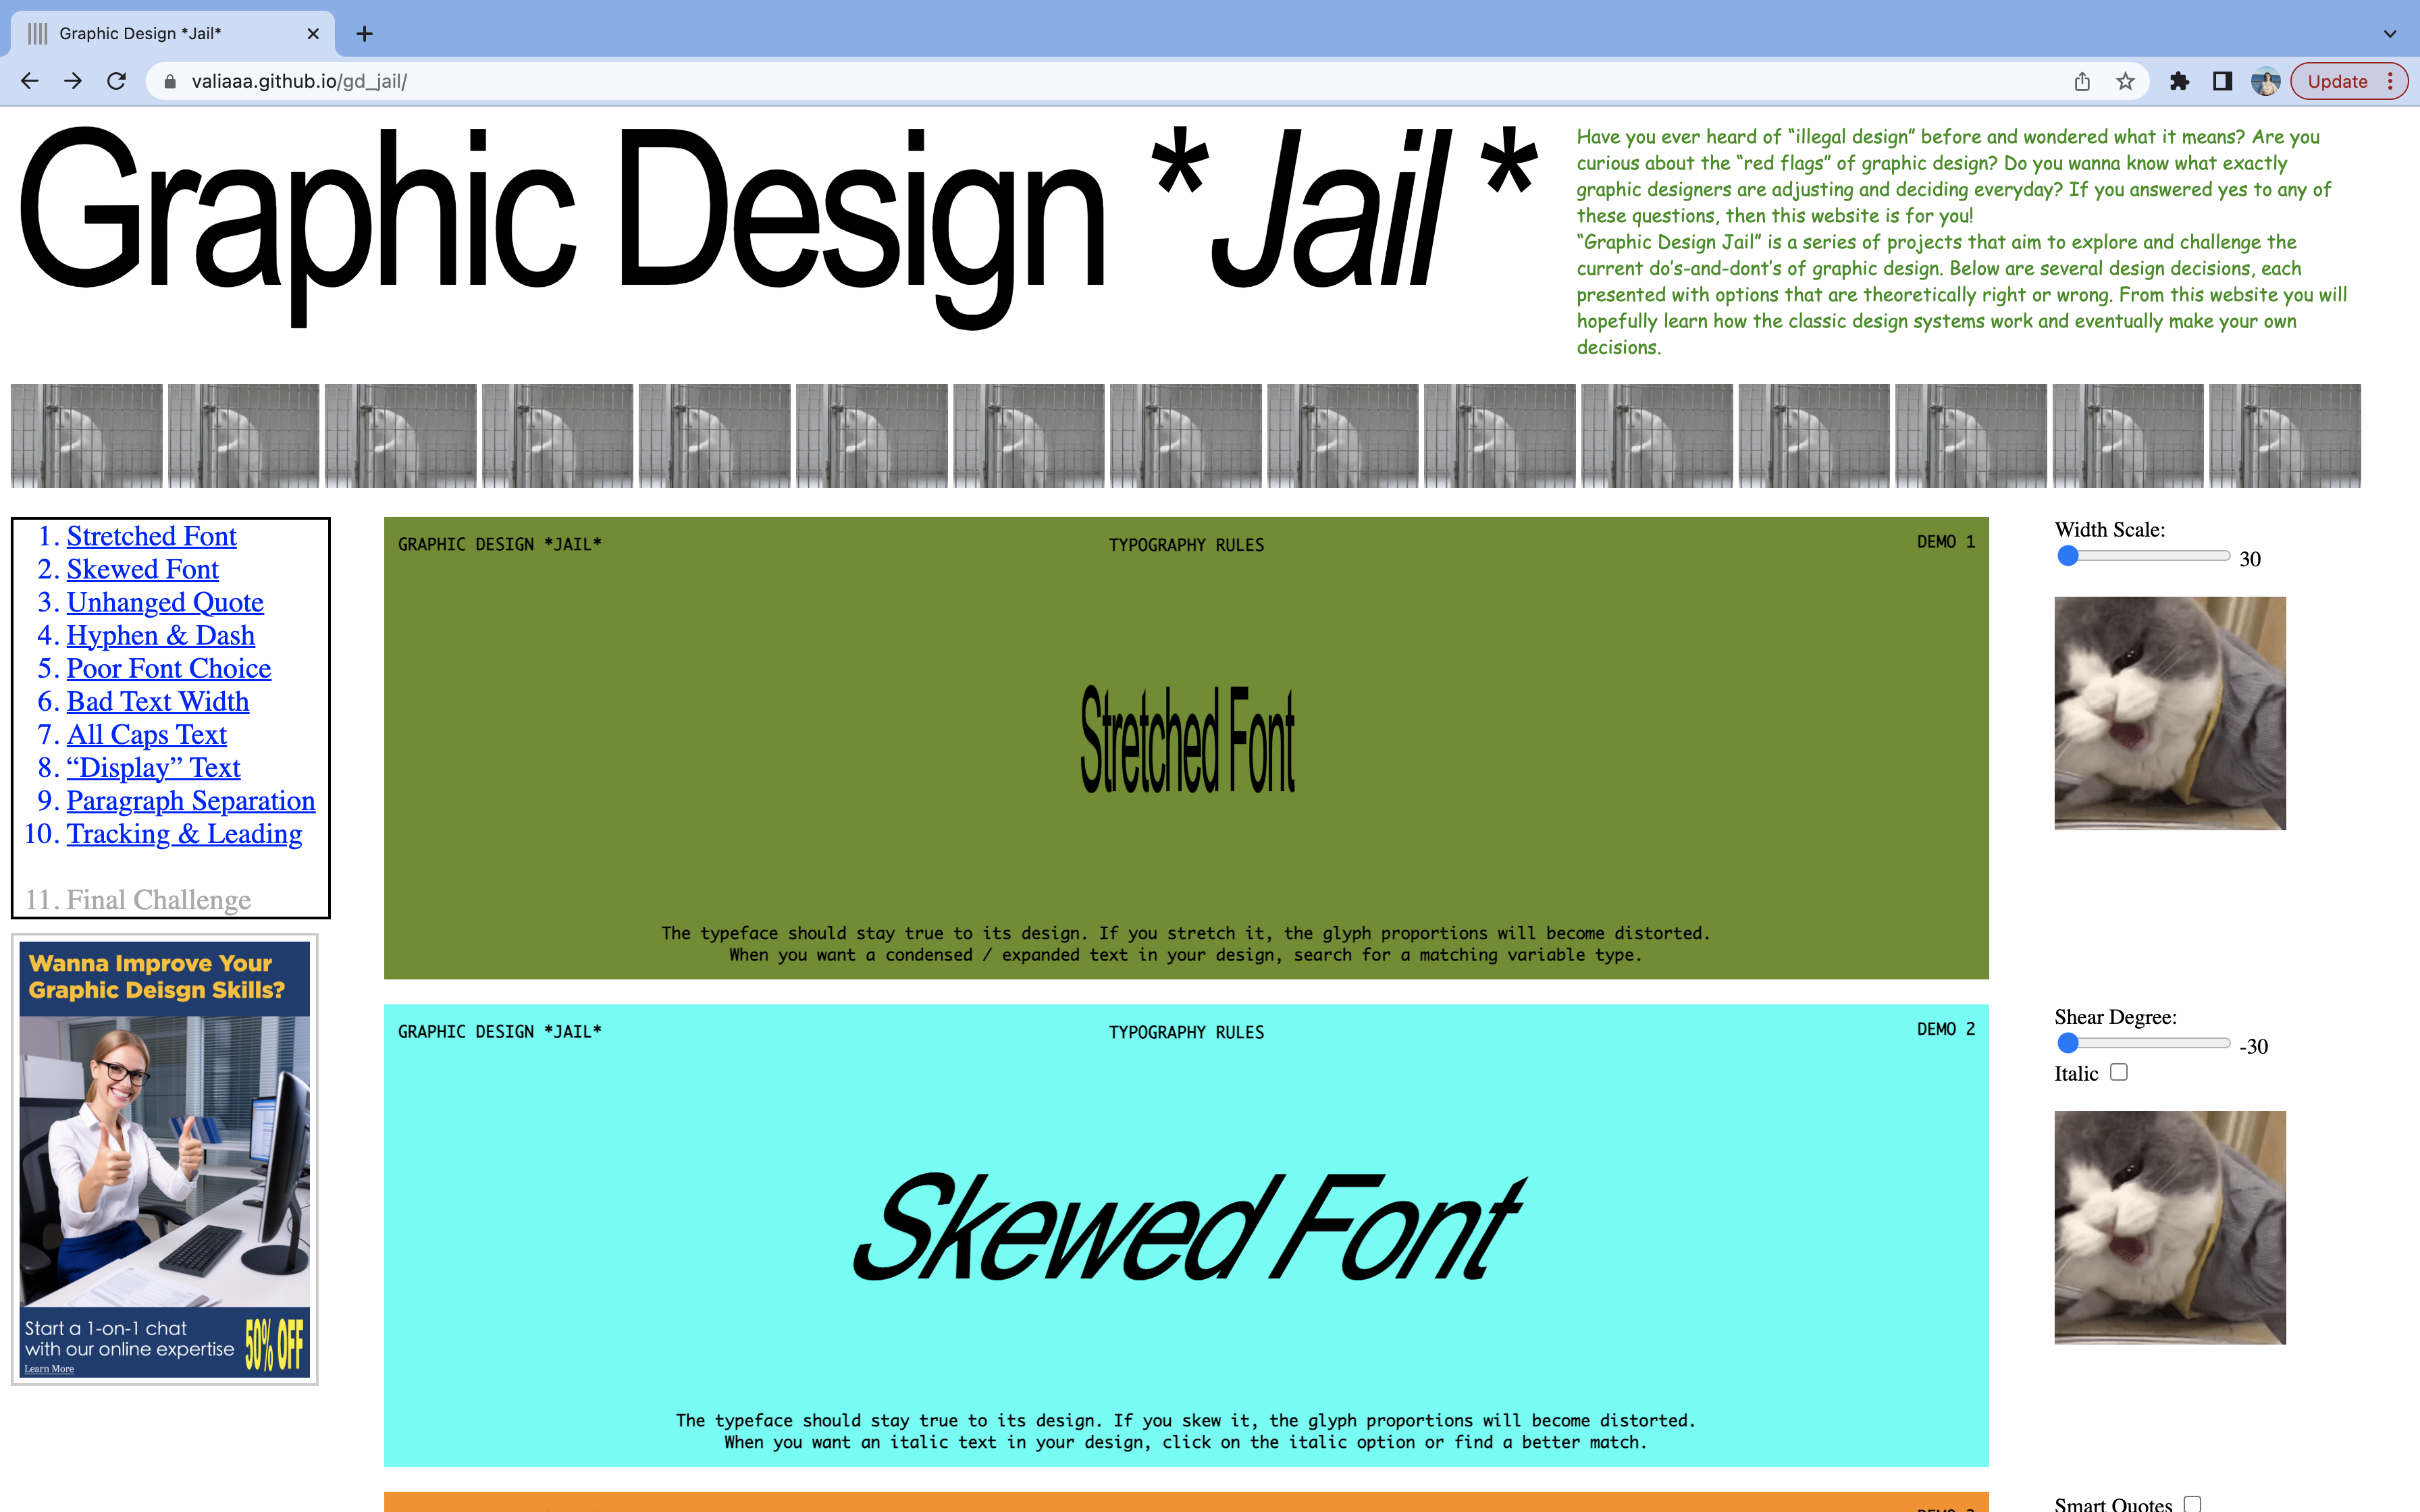 Graphic Design *Jail*
valiaaa.github.io/gd_jail/
Update
Graphic Design *Jail*
Have you ever heard of “illegal design” before and wondered what it means? Are you
curious about the “red flags” of graphic design? Do you wanna know what exactly
graphic designers are adjusting and deciding everyday? If you answered yes to any of
these questions, then this website is for you!
“Graphic Design Jail” is a series of projects that aim to explore and challenge the
current do’s-and-dont’s of graphic design. Below are several design decisions, each
presented with options that are theoretically right or wrong. From this website you will
hopefully learn how the classic design systems work and eventually make your own
decisions.
1. Stretched Font
2. Skewed Font
3. Unhanged Quote
4. Hyphen & Dash
5. Poor Font Choice
6. Bad Text Width
7. All Caps Text
8. “Display” Text
9. Paragraph Separation
10. Tracking & Leading
11. Final Challenge
Wanna Improve Your
Graphic Deisgn Skills?
Start a 1-on-1 chat
with our online expertise
Learn More
50% OFF
GRAPHIC DESIGN *JAIL*
TYPOGRAPHY RULES
DEMO 1
Stretched Font
The typeface should stay true to its design. If you stretch it, the glyph proportions will become distorted.
When you want a condensed / expanded text in your design, search for a matching variable type.
Width Scale:
30
GRAPHIC DESIGN *JAIL*
TYPOGRAPHY RULES
DEMO 2
Skewed Font
The typeface should stay true to its design. If you skew it, the glyph proportions will become distorted.
When you want an italic text in your design, click on the italic option or find a better match.
Shear Degree:
-30
Italic
DEMO 3
Smart Quotes